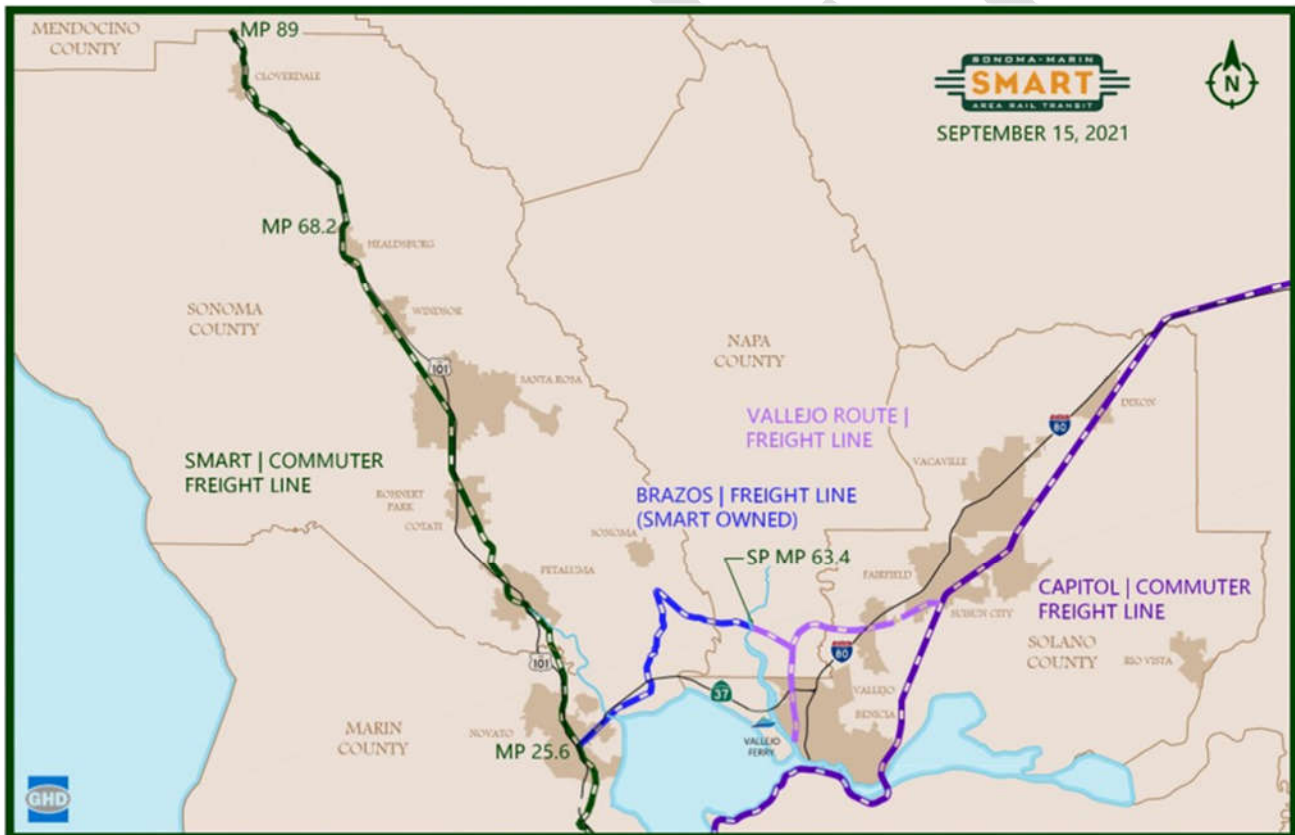 MENDOCINO
COUNTY
MP 89
CLOVERDALE
SONOMA-MARIN
SMART
AREA RAIL TRANSIT
N
SEPTEMBER 15, 2021
MP 68.2
HEALDSBURG
SONOMA
COUNTY
WINDSOR
NAPA
COUNTY
101
SANTA ROSA
DIXON
VALLEJO ROUTE |
FREIGHT LINE
80
SMART | COMMUTER
FREIGHT LINE
VACAVILLE
BRAZOS | FREIGHT LINE
(SMART OWNED)
ROHNERT
PARK
COTATI
SONOMA
SP MP 63.4
PETALUMA
FAIRFIELD
CAPITOL | COMMUTER
FREIGHT LINE
SUISUN CITY
SOLANO
COUNTY
80
101
RIO VISTA
37
VALLEJO
BENICIA
MARIN
COUNTY
NOVATO
MP 25.6
VALLEJO
FERRY
GHD